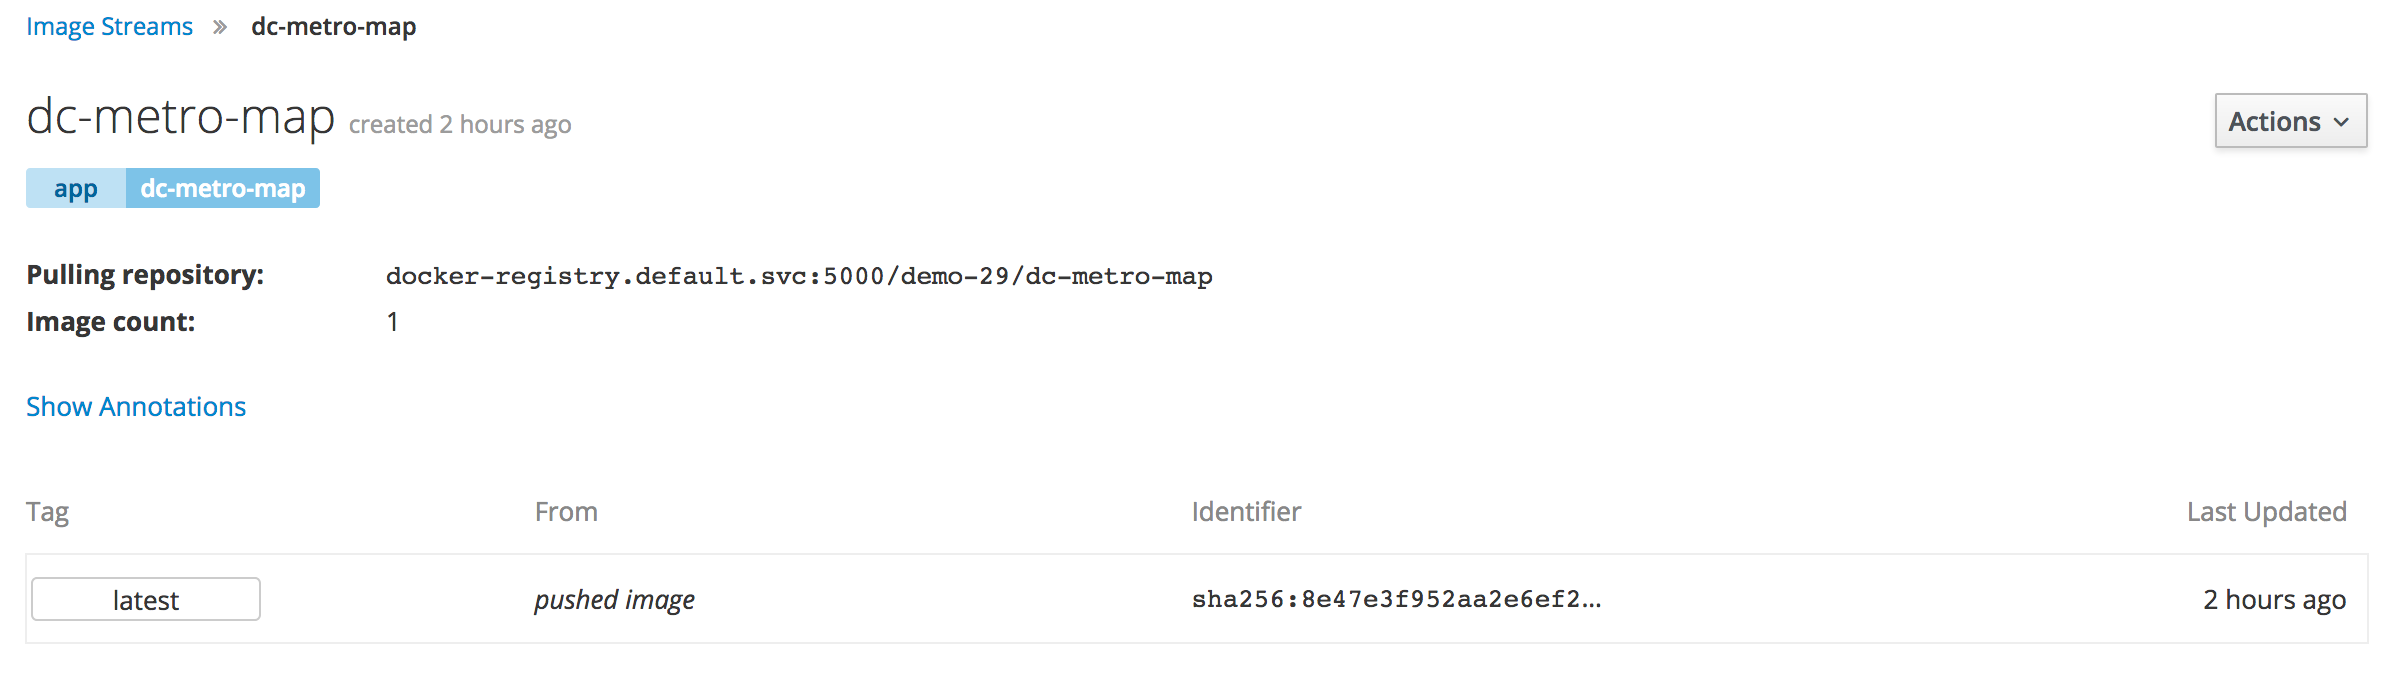 Image Streams » dc-metro-map
dc-metro-map created 2 hours ago
Actions
app dc-metro-map
Pulling repository: docker-registry.default.svc:5000/demo-29/dc-metro-map
Image count: 1
Show Annotations
Tag From Identifier Last Updated
latest pushed image sha256:8e47e3f952aa2e6ef2… 2 hours ago